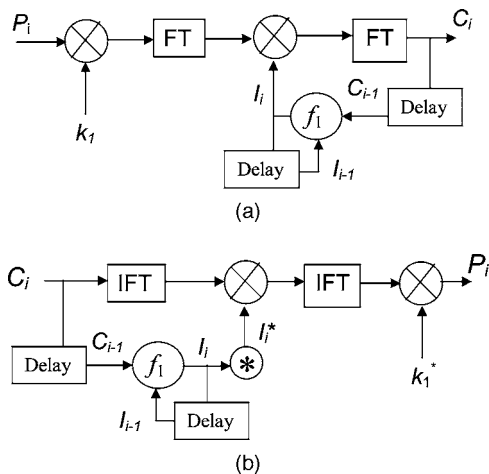 P_i
FT
FT
C_i
k_1
I_i
f_1
C_{i-1}
Delay
Delay
I_{i-1}
(a)
C_i
IFT
IFT
P_i
Delay
C_{i-1}
f_1
I_i
I_i*
*
I_{i-1}
Delay
k_1*
(b)